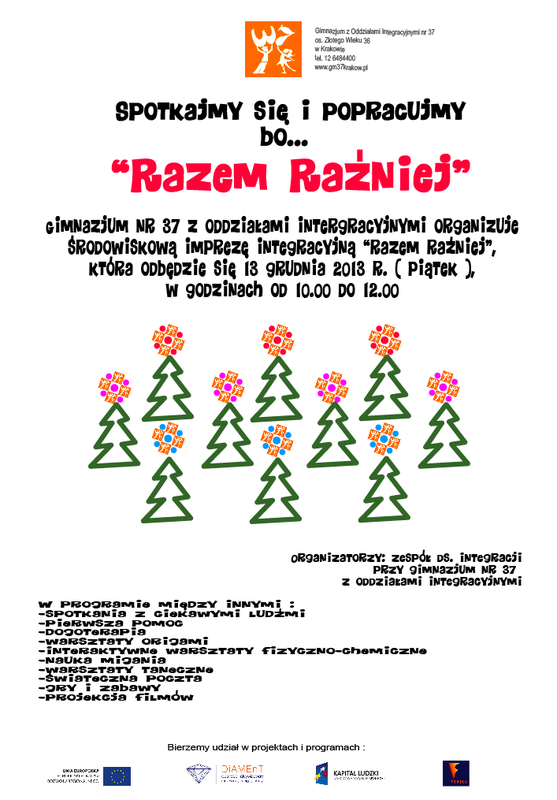 Gimnazjum z Oddziałami Integracyjnymi nr 37
os. Złotego Wieku 36
w Krakowie
tel. 12 6484400
www.gm37krakow.pl
SPOTKAJMY SIĘ I POPRACUJMY
BO...
“RAZEM RAŹNIEJ”
GIMNAZJUM NR 37 Z ODDZIAŁAMI INTERGRACYJNYMI ORGANIZUJE
ŚRODOWISKOWĄ IMPREZĘ INTEGRACYJNĄ “RAZEM RAŹNIEJ”,
KTÓRA ODBĘDZIE SIĘ 13 GRUDNIA 2013 R. ( PIĄTEK ),
W GODZINACH OD 10.00 DO 12.00
ORGANIZATORZY: ZESPÓŁ DS. INTEGRACJI
PRZY GIMNAZJUM NR 37
Z ODDZIAŁAMI INTEGRACYJNYMI
W PROGRAMIE MIĘDZY INNYMI :
-SPOTKANIA Z CIEKAWYMI LUDŹMI
-PIERWSZA POMOC
-DOGOTERAPIA
-WARSZTATY ORIGAMI
-INTERAKTYWNE WARSZTATY FIZYCZNO-CHEMICZNE
-NAUKA MIGANIA
-WARSZTATY TANECZNE
-ŚWIĄTECZNA POCZTA
-GRY I ZABAWY
-PROJEKCJA FILMÓW
Bierzemy udział w projektach i programach :
UNIA EUROPEJSKA
DiAMEnT
KAPITAŁ LUDZKI